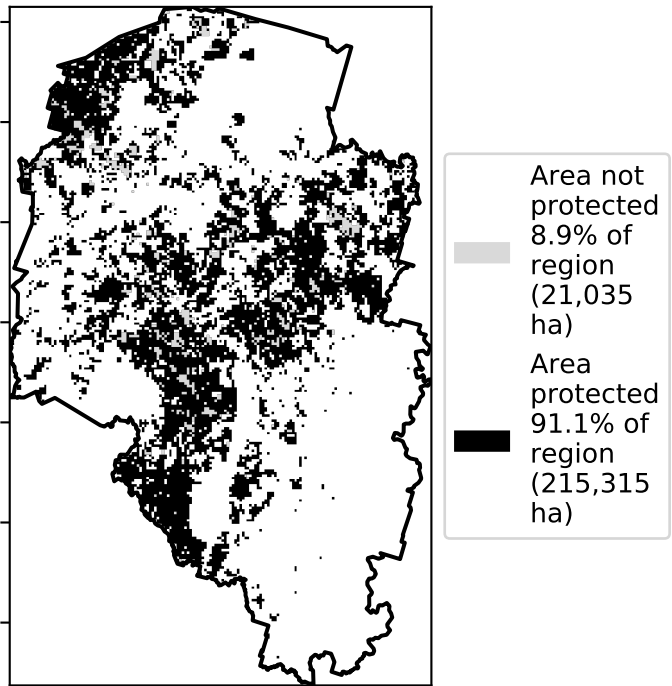 Area not
protected
8.9% of
region
(21,035
ha)
Area
protected
91.1% of
region
(215,315
ha)